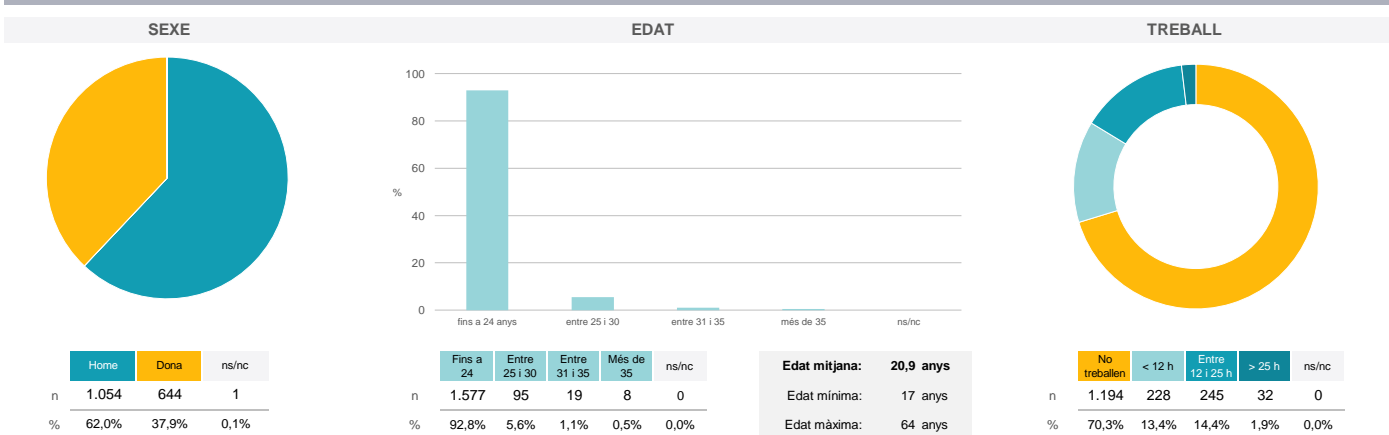 SEXE EDAT TREBALL
100
80
60
%
40
20
0
fins a 24 anys entre 25 i 30 entre 31 i 35 més de 35 ns/nc
Home Dona ns/nc
n 1.054 644 1
% 62,0% 37,9% 0,1%
Fins a 24 Entre 25 i 30 Entre 31 i 35 Més de 35 ns/nc
n 1.577 95 19 8 0
% 92,8% 5,6% 1,1% 0,5% 0,0%
Edat mitjana: 20,9 anys
Edat mínima: 17 anys
Edat màxima: 64 anys
No treballen < 12 h Entre 12 i 25 h > 25 h ns/nc
n 1.194 228 245 32 0
% 70,3% 13,4% 14,4% 1,9% 0,0%